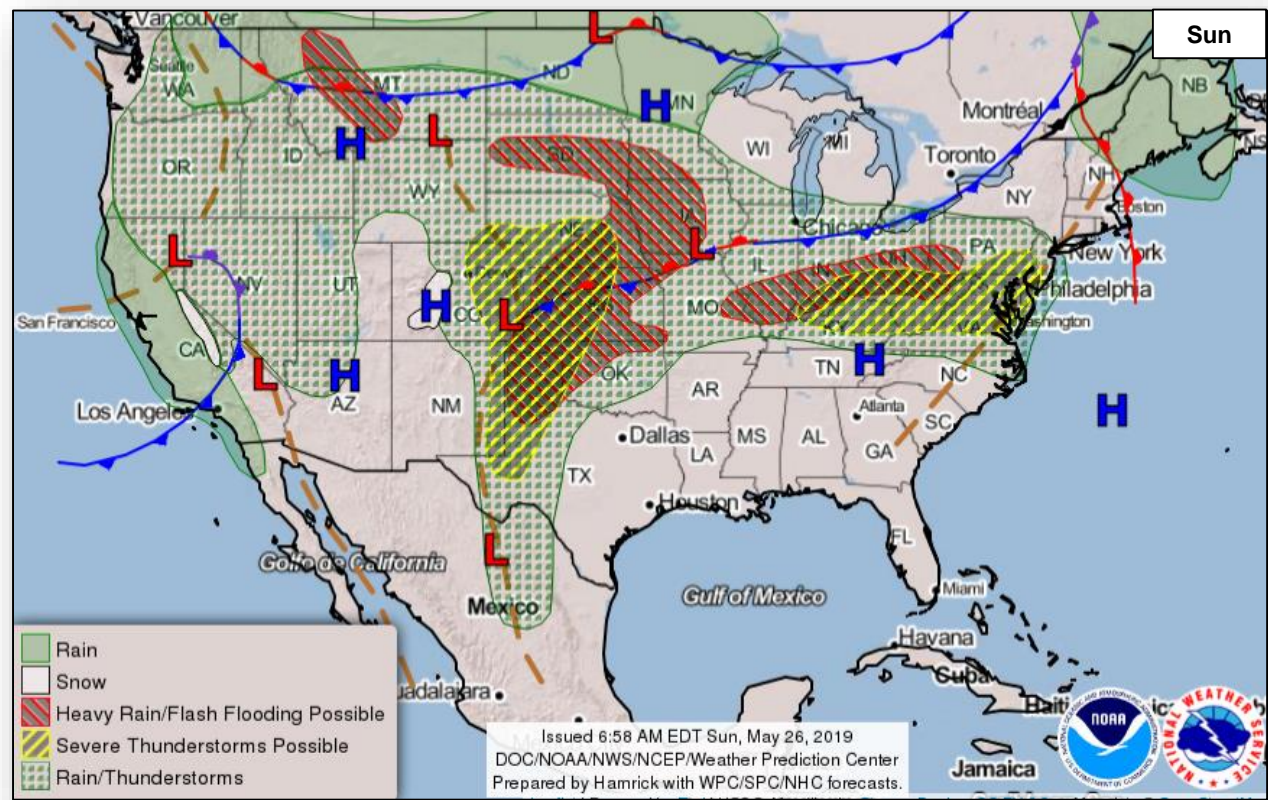 Sun
Vancouver
Seattle
WA
MT
ND
MN
NB
Montréal
OR
ID
SD
WI
MI
Toronto
NH
WY
NY
Boston
IA
Chicago
NE
PA
New York
NV
UT
IL
IN
OH
Philadelphia
CO
MO
San Francisco
KY
VA
ashington
CA
OK
TN
NC
AZ
NM
AR
Los Angeles
Atlanta
SC
Dallas
MS
AL
GA
LA
TX
Houston
FL
Golfo de California
Gulf of Mexico
Miami
Mexico
Havana
Cuba
uadalajara
Haiti
Jamaica
H
H
H
H
H
H
L
L
L
L
L
L
L
Rain
Snow
Heavy Rain/Flash Flooding Possible
Severe Thunderstorms Possible
Rain/Thunderstorms
Issued 6:58 AM EDT Sun, May 26, 2019
DOC/NOAA/NWS/NCEP/Weather Prediction Center
Prepared by Hamrick with WPC/SPC/NHC forecasts.
NOAA
NATIONAL WEATHER SERVICE